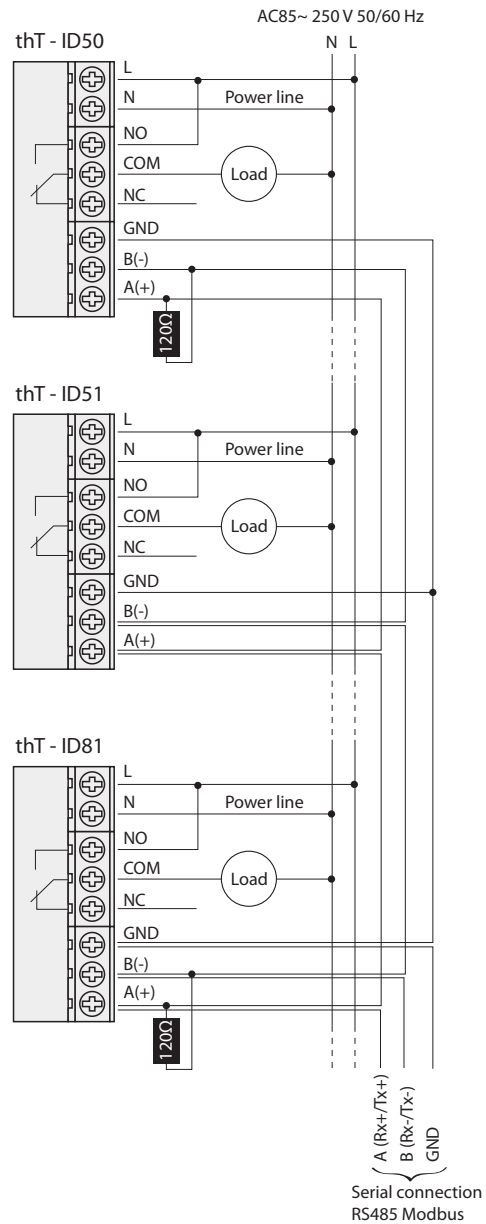 AC85~ 250 V 50/60 Hz
thT - ID50
N L
L
N
Power line
NO
COM
Load
NC
GND
B(-)
A(+)
120Ω
thT - ID51
L
N
Power line
NO
COM
Load
NC
GND
B(-)
A(+)
thT - ID81
L
N
Power line
NO
COM
Load
NC
GND
B(-)
A(+)
120Ω
A (Rx+/Tx+)
B (Rx-/Tx-)
GND
Serial connection
RS485 Modbus